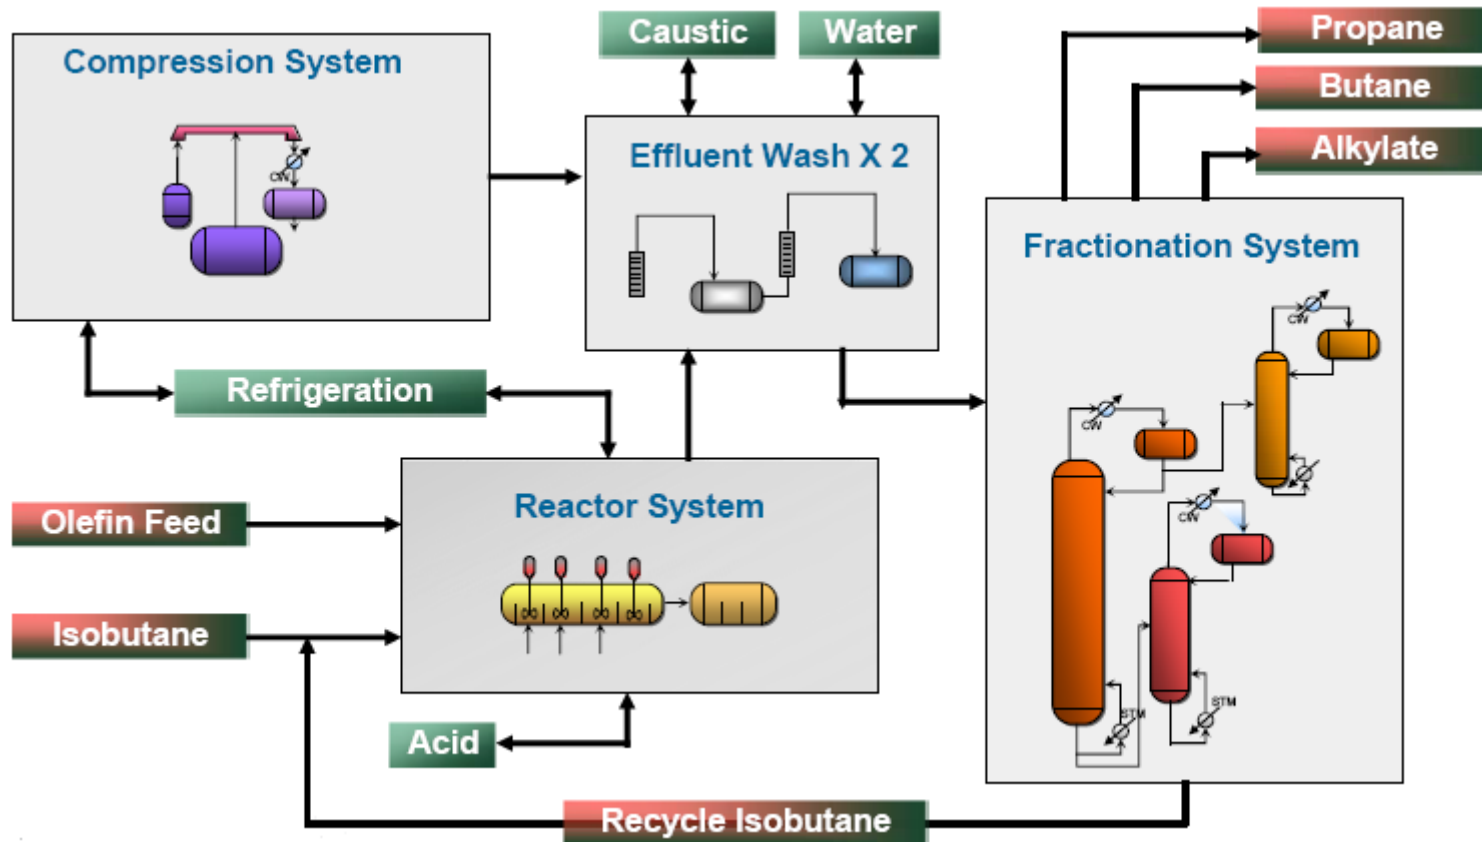 Compression System
CW
Caustic
Water
Effluent Wash X 2
Propane
Butane
Alkylate
Fractionation System
CW
CW
CW
STM
STM
Refrigeration
Reactor System
Olefin Feed
Isobutane
Acid
Recycle Isobutane